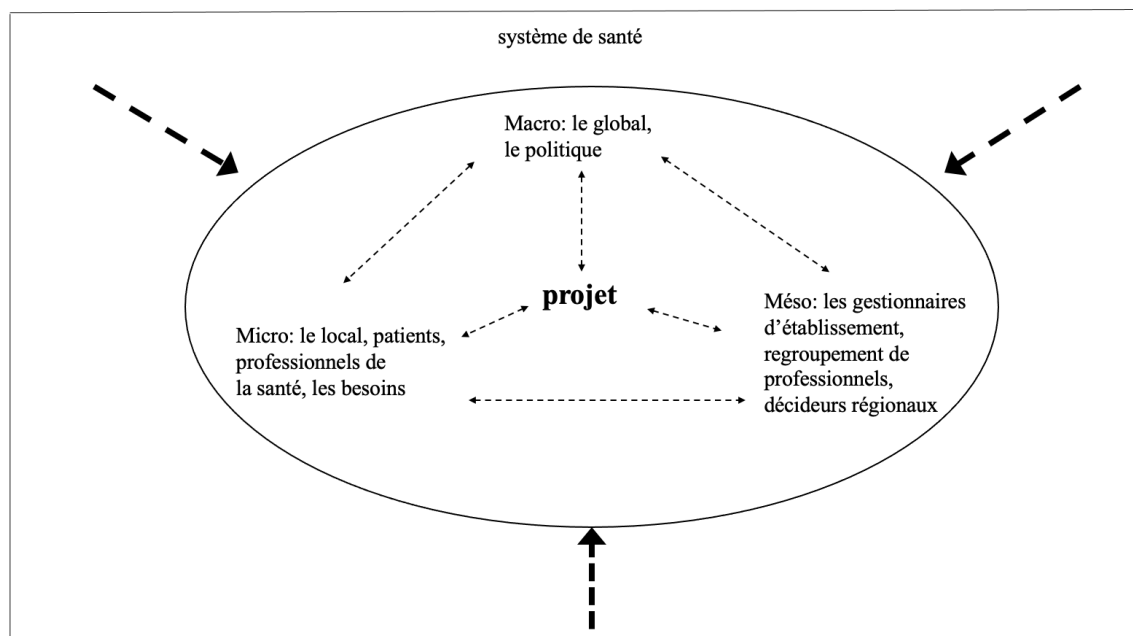 système de santé
Macro: le global,
le politique
projet
Micro: le local, patients,
professionnels de
la santé, les besoins
Méso: les gestionnaires
d’établissement,
regroupement de
professionnels,
décideurs régionaux